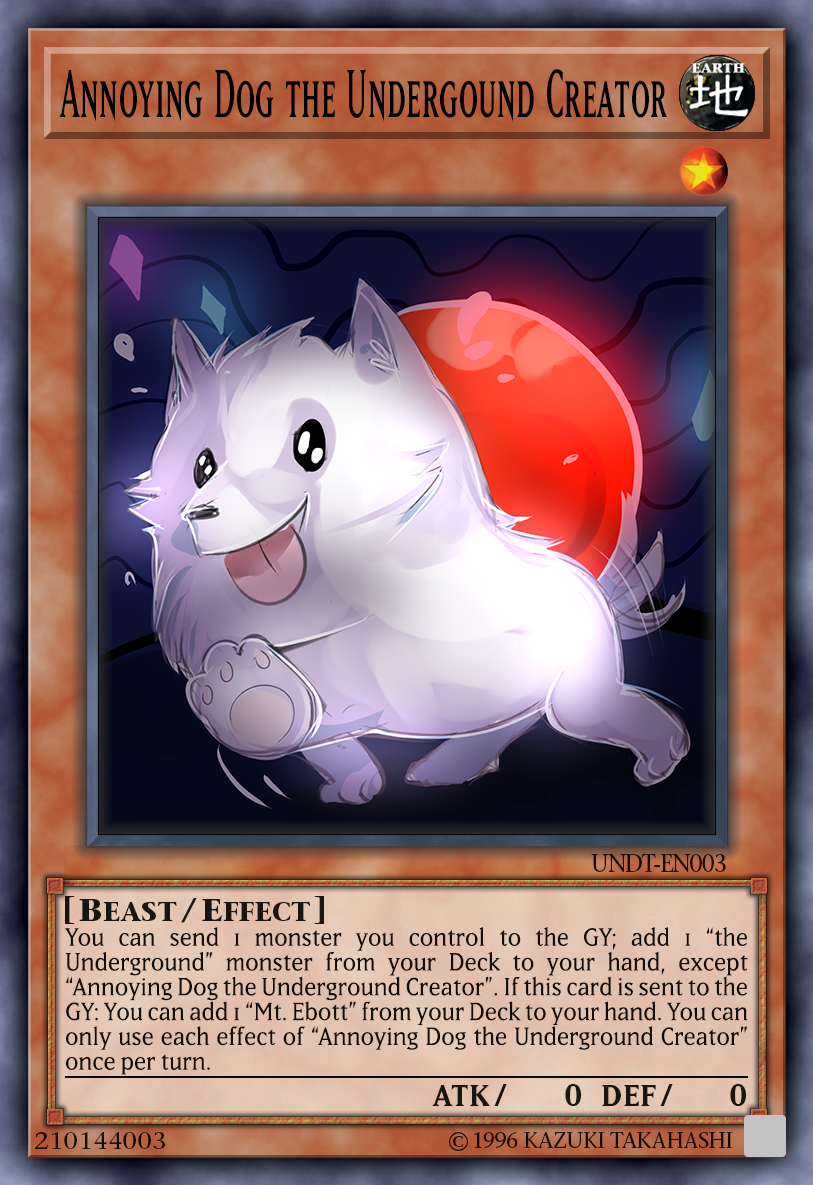 Annoying Dog the Undergound Creator
EARTH
地
UNDT-EN003
[Beast/Effect]
You can send 1 monster you control to the GY; add 1 “the
Underground” monster from your Deck to your hand, except
“Annoying Dog the Underground Creator”. If this card is sent to the
GY: You can add 1 “Mt. Ebott” from your Deck to your hand. You can
only use each effect of “Annoying Dog the Underground Creator”
once per turn.
ATK/ 0 DEF/ 0
210144003 © 1996 KAZUKI TAKAHASHI